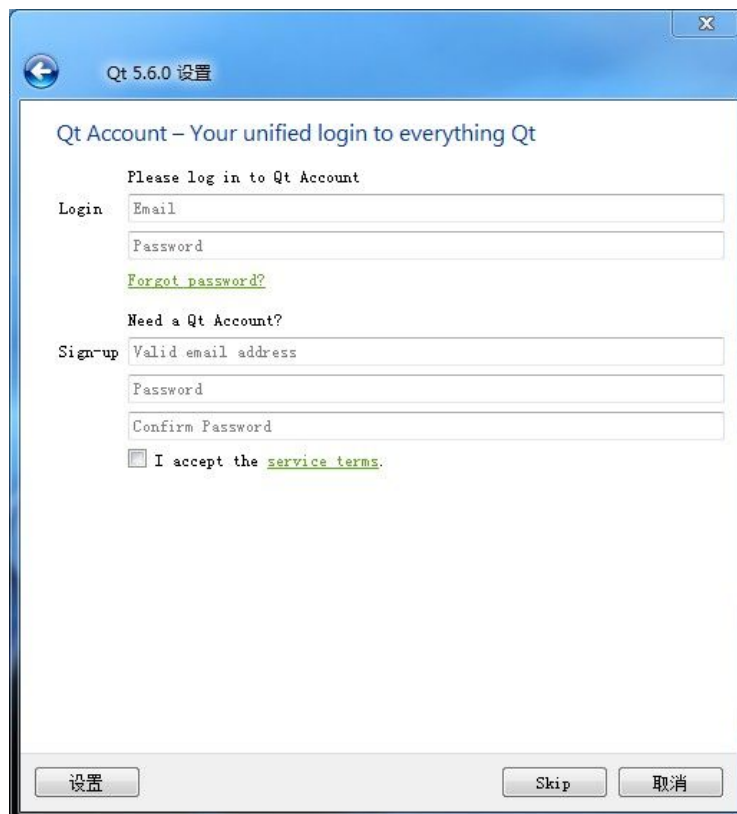 Qt 5.6.0 设置
Qt Account – Your unified login to everything Qt
Please log in to Qt Account
Login Email
Password
Forgot password?
Need a Qt Account?
Sign-up Valid email address
Password
Confirm Password
I accept the service terms.
设置 Skip 取消